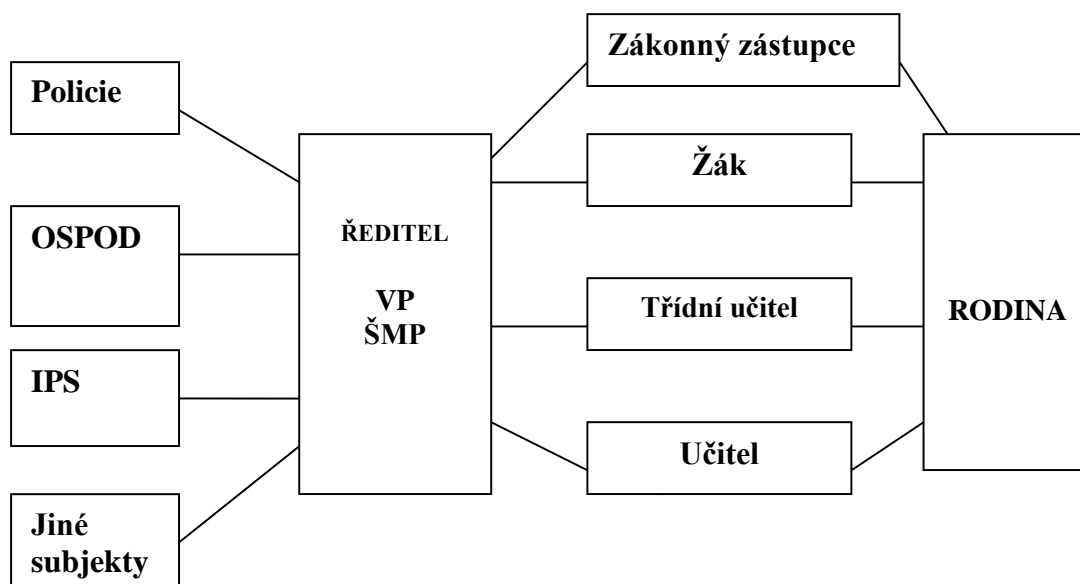 Policie
OSPOD
IPS
Jiné
subjekty
ŘEDITEL
VP
ŠMP
Zákonný zástupce
Žák
Třídní učitel
Učitel
RODINA